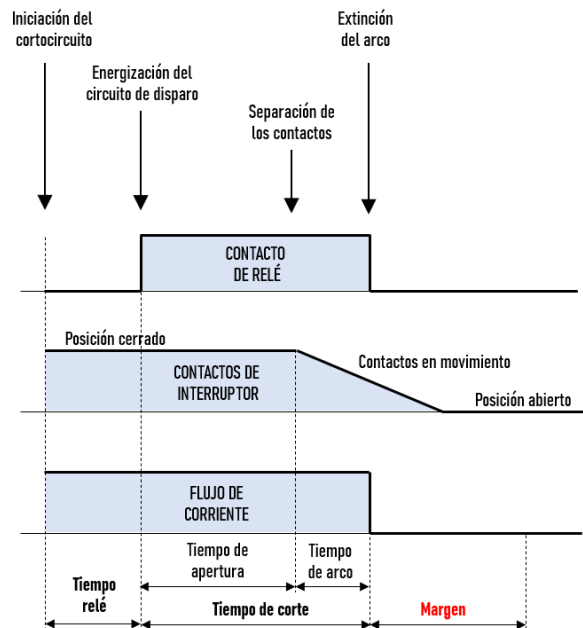 Iniciación del
cortocircuito
Extinción
del arco
Energización del
circuito de disparo
Separación de
los contactos
CONTACTO
DE RELÉ
Posición cerrado
Contactos en movimiento
CONTACTOS DE
INTERRUPTOR
Posición abierto
FLUJO DE
CORRIENTE
Tiempo de
apertura
Tiempo
de arco
Tiempo
relé
Tiempo de corte
Margen